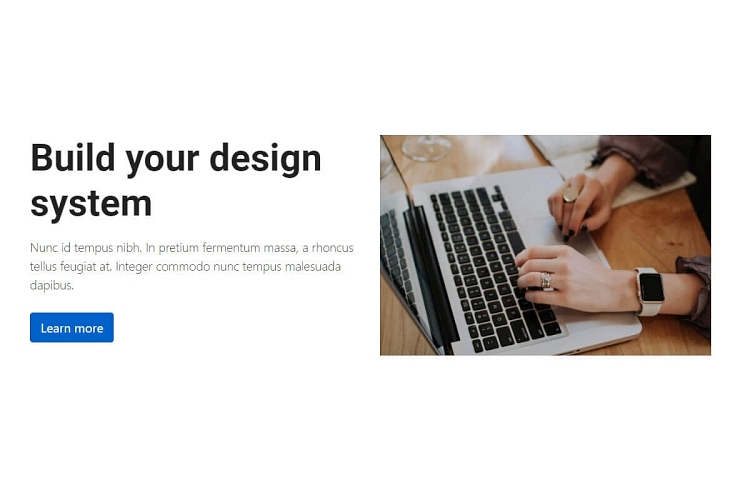 Build your design
system
Nunc id tempus nibh. In pretium fermentum massa, a rhoncus
tellus feugiat at. Integer commodo nunc tempus malesuada
dapibus.
Learn more